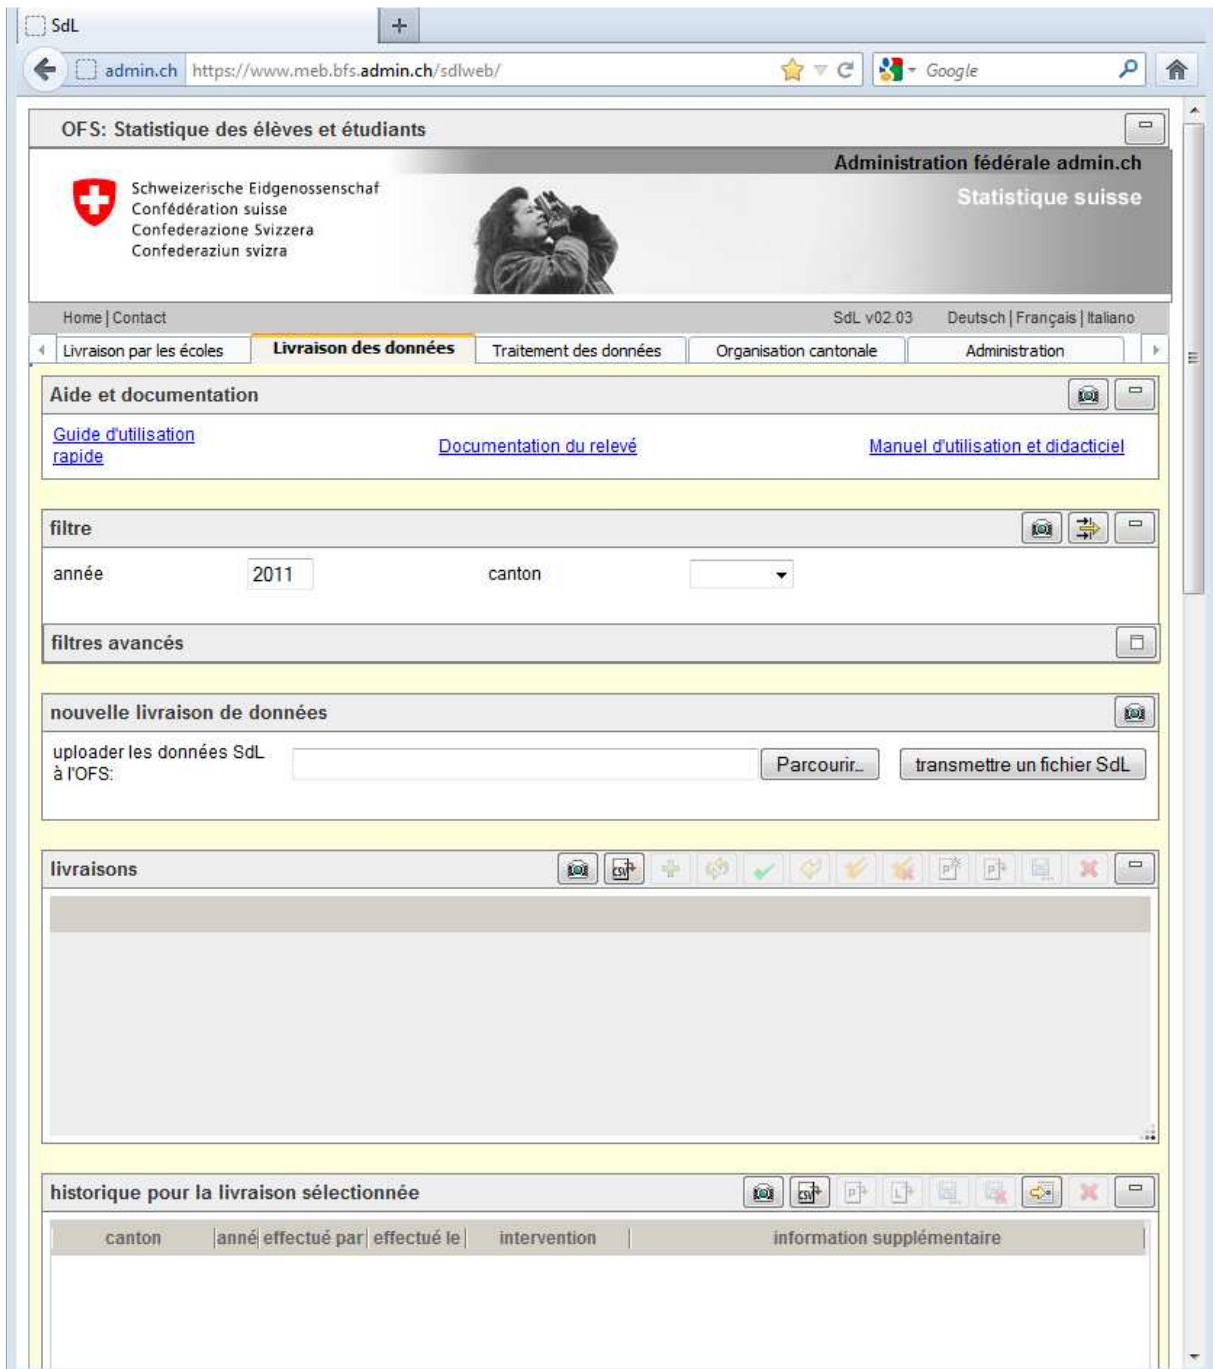 SdL
admin.ch https://www.meb.bfs.admin.ch/sdlweb/ Google
OFS: Statistique des élèves et étudiants
Administration fédérale admin.ch
Statistique suisse
Schweizerische Eidgenossenschaf
Confédération suisse
Confederazione Svizzera
Confederaziun svizra
Home | Contact SdL v02.03 Deutsch | Français | Italiano
Livraison par les écoles Livraison des données Traitement des données Organisation cantonale Administration
Aide et documentation
Guide d'utilisation
rapide
Documentation du relevé
Manuel d'utilisation et didacticiel
filtre
année 2011 canton
filtres avancés
nouvelle livraison de données
uploader les données SdL
à l'OFS:
Parcourir... transmettre un fichier SdL
livraisons CSV P P
historique pour la livraison sélectionnée CSV P L
canton anné effectué par effectué le intervention information supplémentaire